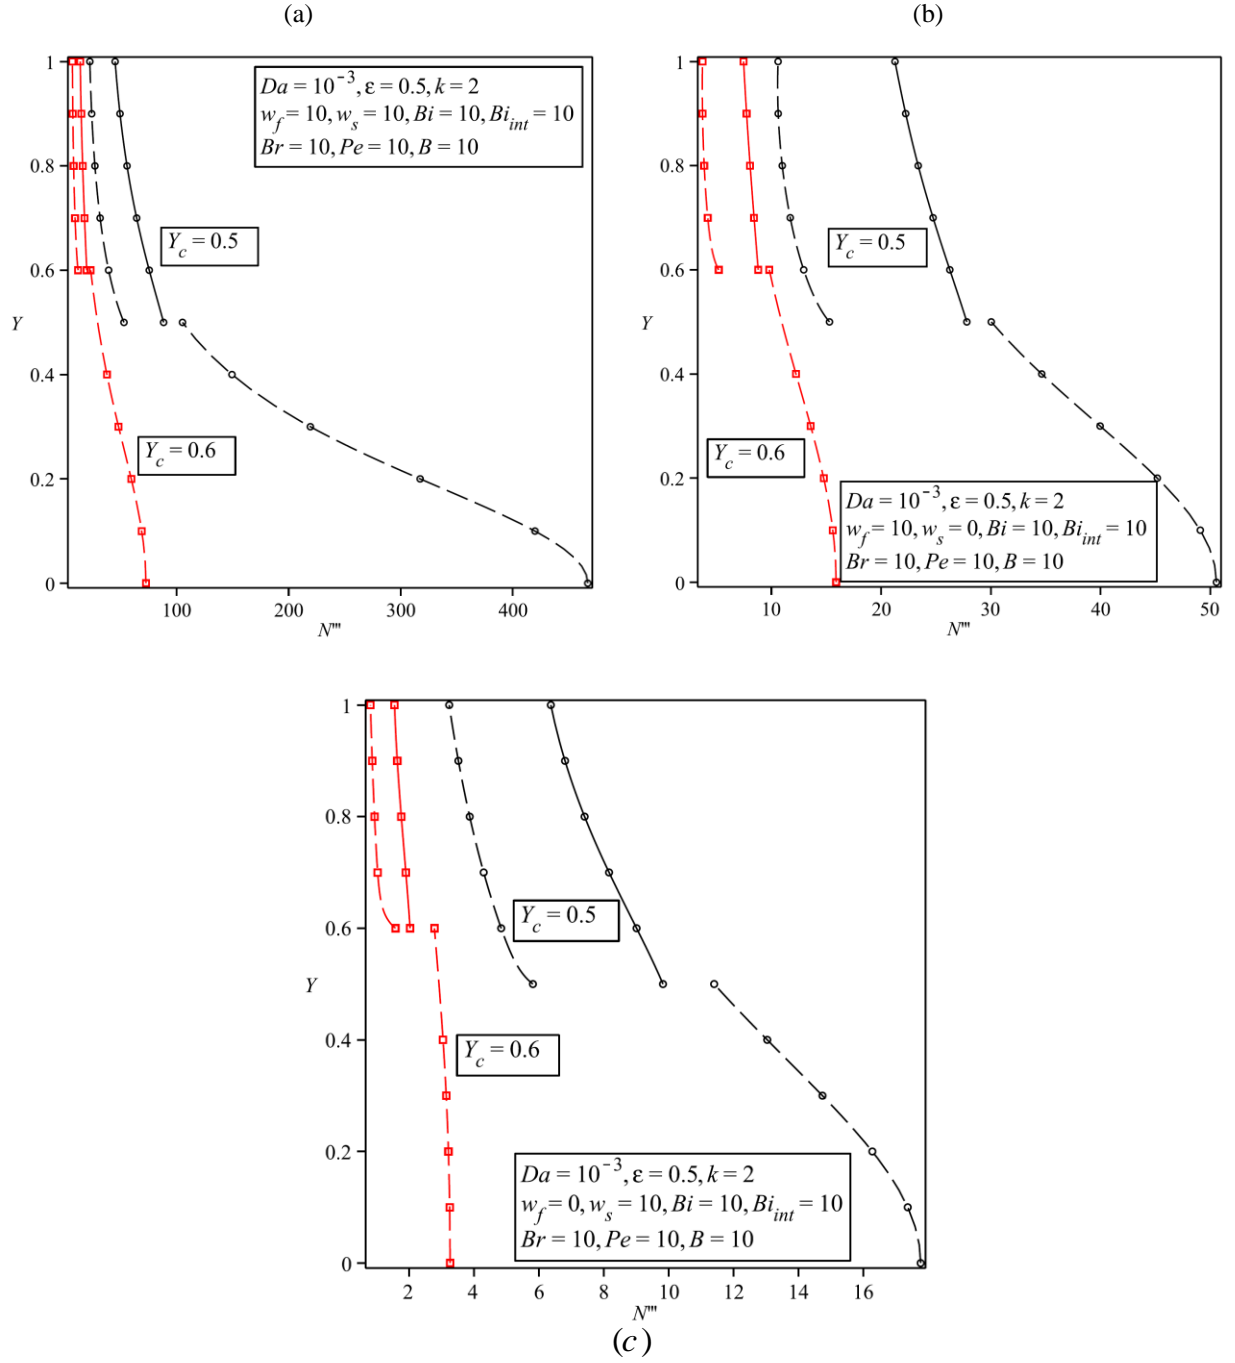 (a)
1
0.8
0.6
Y
0.4
0.2
0
Da = 10⁻³, ε = 0.5, k = 2
w_f = 10, w_s = 10, Bi = 10, Bi_int = 10
Br = 10, Pe = 10, B = 10
Y_c = 0.5
Y_c = 0.6
100 200 300 400
N'''
(b)
1
0.8
0.6
Y
0.4
0.2
0
Y_c = 0.5
Y_c = 0.6
Da = 10⁻³, ε = 0.5, k = 2
w_f = 10, w_s = 0, Bi = 10, Bi_int = 10
Br = 10, Pe = 10, B = 10
10 20 30 40 50
N'''
1
0.8
0.6
Y
0.4
0.2
0
Y_c = 0.5
Y_c = 0.6
Da = 10⁻³, ε = 0.5, k = 2
w_f = 0, w_s = 10, Bi = 10, Bi_int = 10
Br = 10, Pe = 10, B = 10
2 4 6 8 10 12 14 16
N'''
(c)